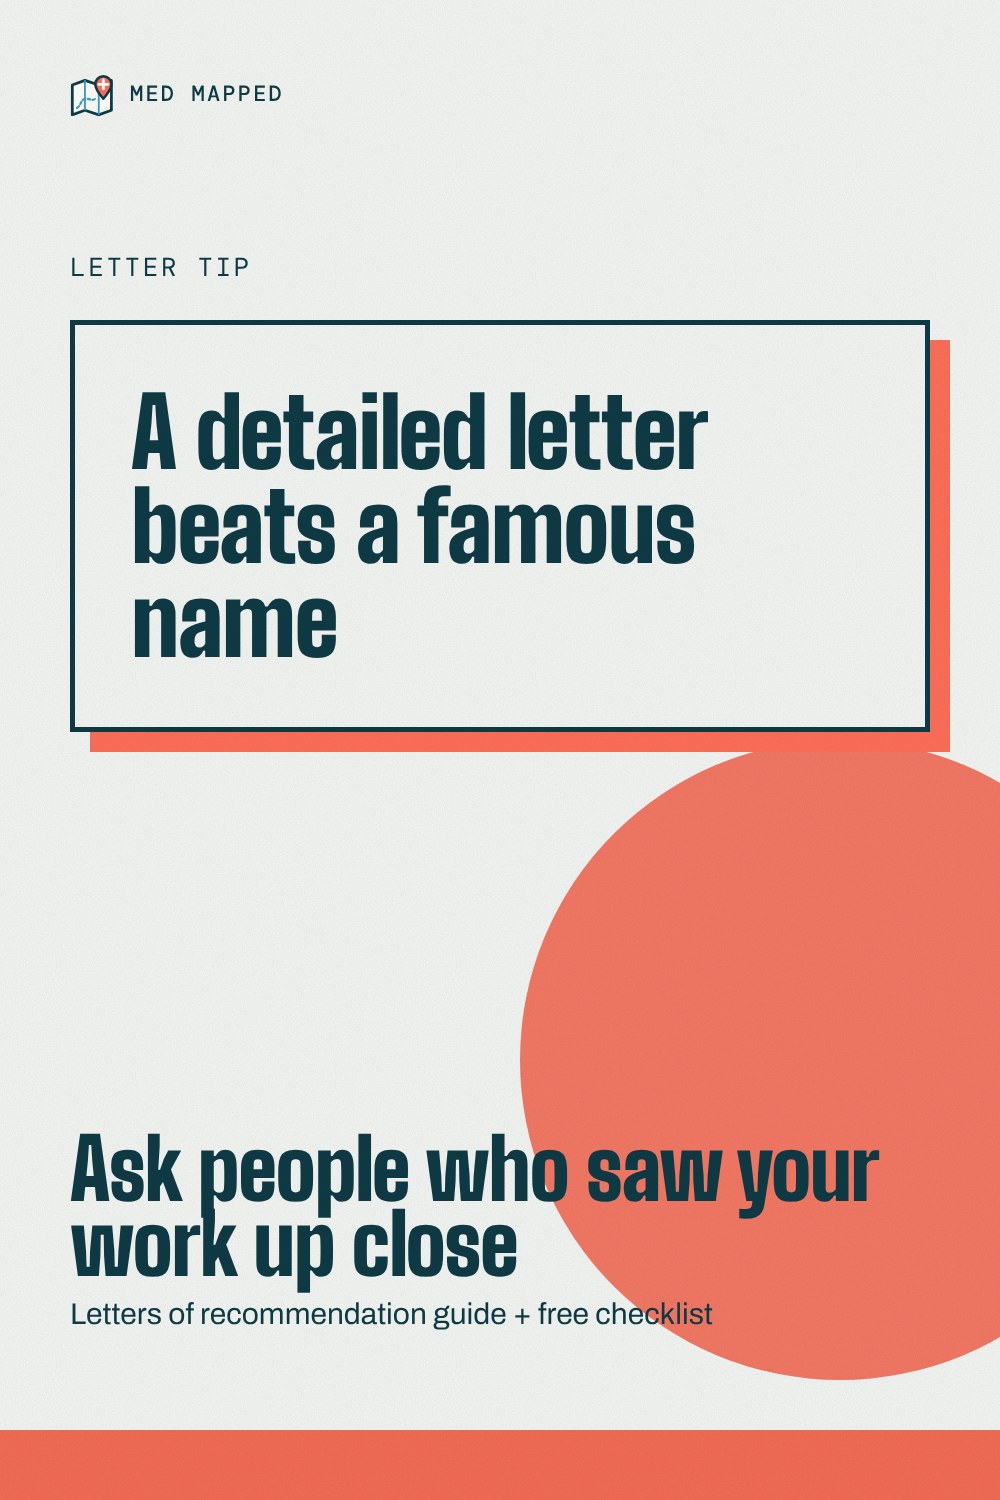 MED MAPPED
LETTER TIP
A detailed letter
beats a famous
name
Ask people who saw your
work up close
Letters of recommendation guide + free checklist